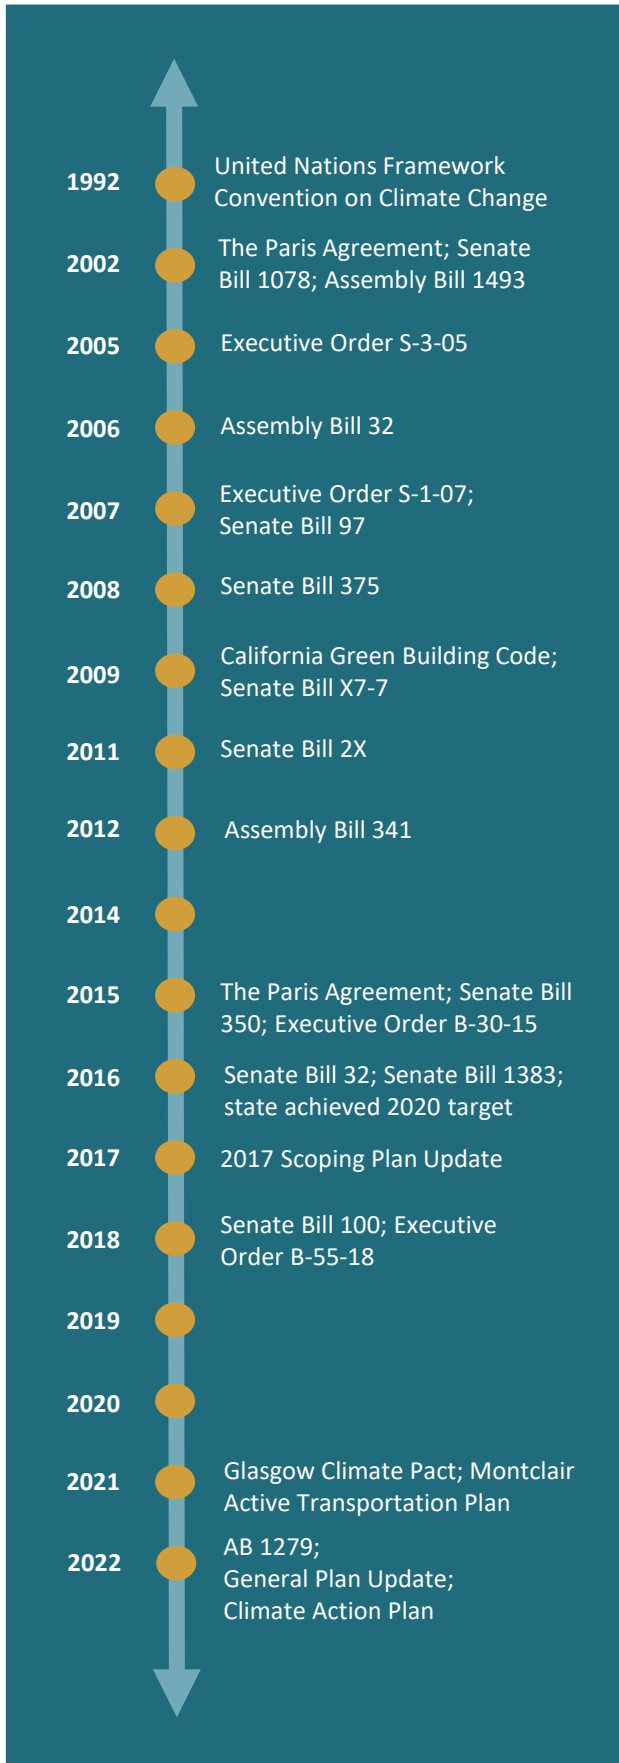 1992
United Nations Framework
Convention on Climate Change
2002
The Paris Agreement; Senate
Bill 1078; Assembly Bill 1493
2005
Executive Order S-3-05
2006
Assembly Bill 32
2007
Executive Order S-1-07;
Senate Bill 97
2008
Senate Bill 375
2009
California Green Building Code;
Senate Bill X7-7
2011
Senate Bill 2X
2012
Assembly Bill 341
2014
2015
The Paris Agreement; Senate Bill
350; Executive Order B-30-15
2016
Senate Bill 32; Senate Bill 1383;
state achieved 2020 target
2017
2017 Scoping Plan Update
2018
Senate Bill 100; Executive
Order B-55-18
2019
2020
2021
Glasgow Climate Pact; Montclair
Active Transportation Plan
2022
AB 1279;
General Plan Update;
Climate Action Plan